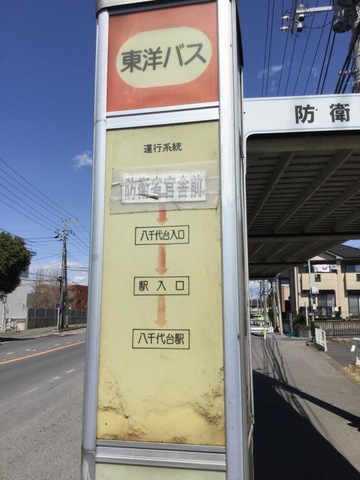 東洋バス
運行系統
防衛省官舎前
八千代台入口
駅入口
八千代台駅
防衛